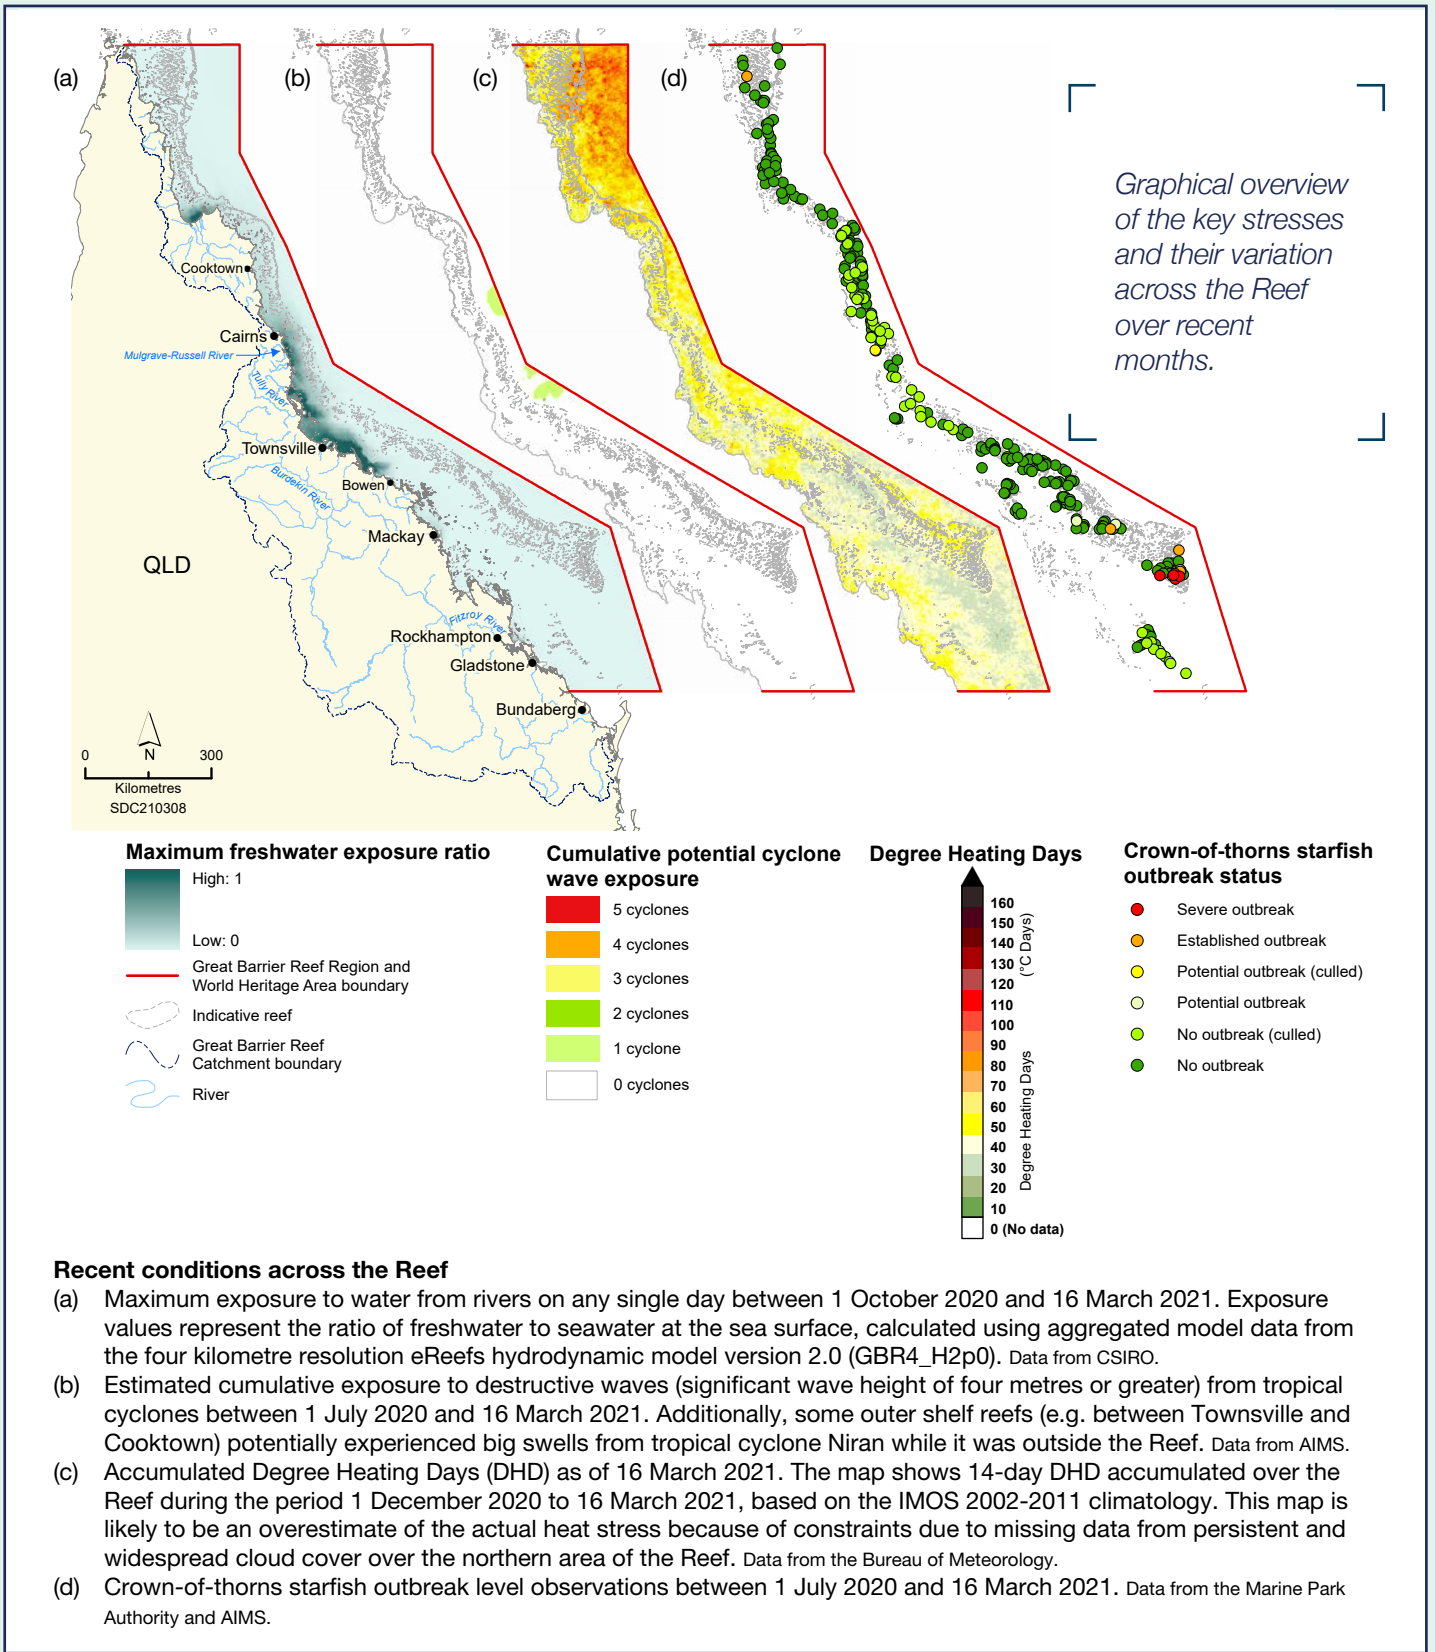 (a)
(b)
(c)
(d)
Graphical overview
of the key stresses
and their variation
across the Reef
over recent
months.
Cooktown
Cairns
Mulgrave-Russell River
Tully River
Townsville
Burdekin River
Bowen
Mackay
QLD
Fitzroy River
Rockhampton
Gladstone
Bundaberg
N
0 300
Kilometres
SDC210308
Maximum freshwater exposure ratio
High: 1
Low: 0
Great Barrier Reef Region and
World Heritage Area boundary
Indicative reef
Great Barrier Reef
Catchment boundary
River
Cumulative potential cyclone
wave exposure
5 cyclones
4 cyclones
3 cyclones
2 cyclones
1 cyclone
0 cyclones
Degree Heating Days
160
150
140
130
120
110
100
90
80
70
60
50
40
30
20
10
0 (No data)
(°C Days)
Degree Heating Days
Crown-of-thorns starfish
outbreak status
Severe outbreak
Established outbreak
Potential outbreak (culled)
Potential outbreak
No outbreak (culled)
No outbreak
Recent conditions across the Reef
(a) Maximum exposure to water from rivers on any single day between 1 October 2020 and 16 March 2021. Exposure
values represent the ratio of freshwater to seawater at the sea surface, calculated using aggregated model data from
the four kilometre resolution eReefs hydrodynamic model version 2.0 (GBR4_H2p0). Data from CSIRO.
(b) Estimated cumulative exposure to destructive waves (significant wave height of four metres or greater) from tropical
cyclones between 1 July 2020 and 16 March 2021. Additionally, some outer shelf reefs (e.g. between Townsville and
Cooktown) potentially experienced big swells from tropical cyclone Niran while it was outside the Reef. Data from AIMS.
(c) Accumulated Degree Heating Days (DHD) as of 16 March 2021. The map shows 14-day DHD accumulated over the
Reef during the period 1 December 2020 to 16 March 2021, based on the IMOS 2002-2011 climatology. This map is
likely to be an overestimate of the actual heat stress because of constraints due to missing data from persistent and
widespread cloud cover over the northern area of the Reef. Data from the Bureau of Meteorology.
(d) Crown-of-thorns starfish outbreak level observations between 1 July 2020 and 16 March 2021. Data from the Marine Park
Authority and AIMS.